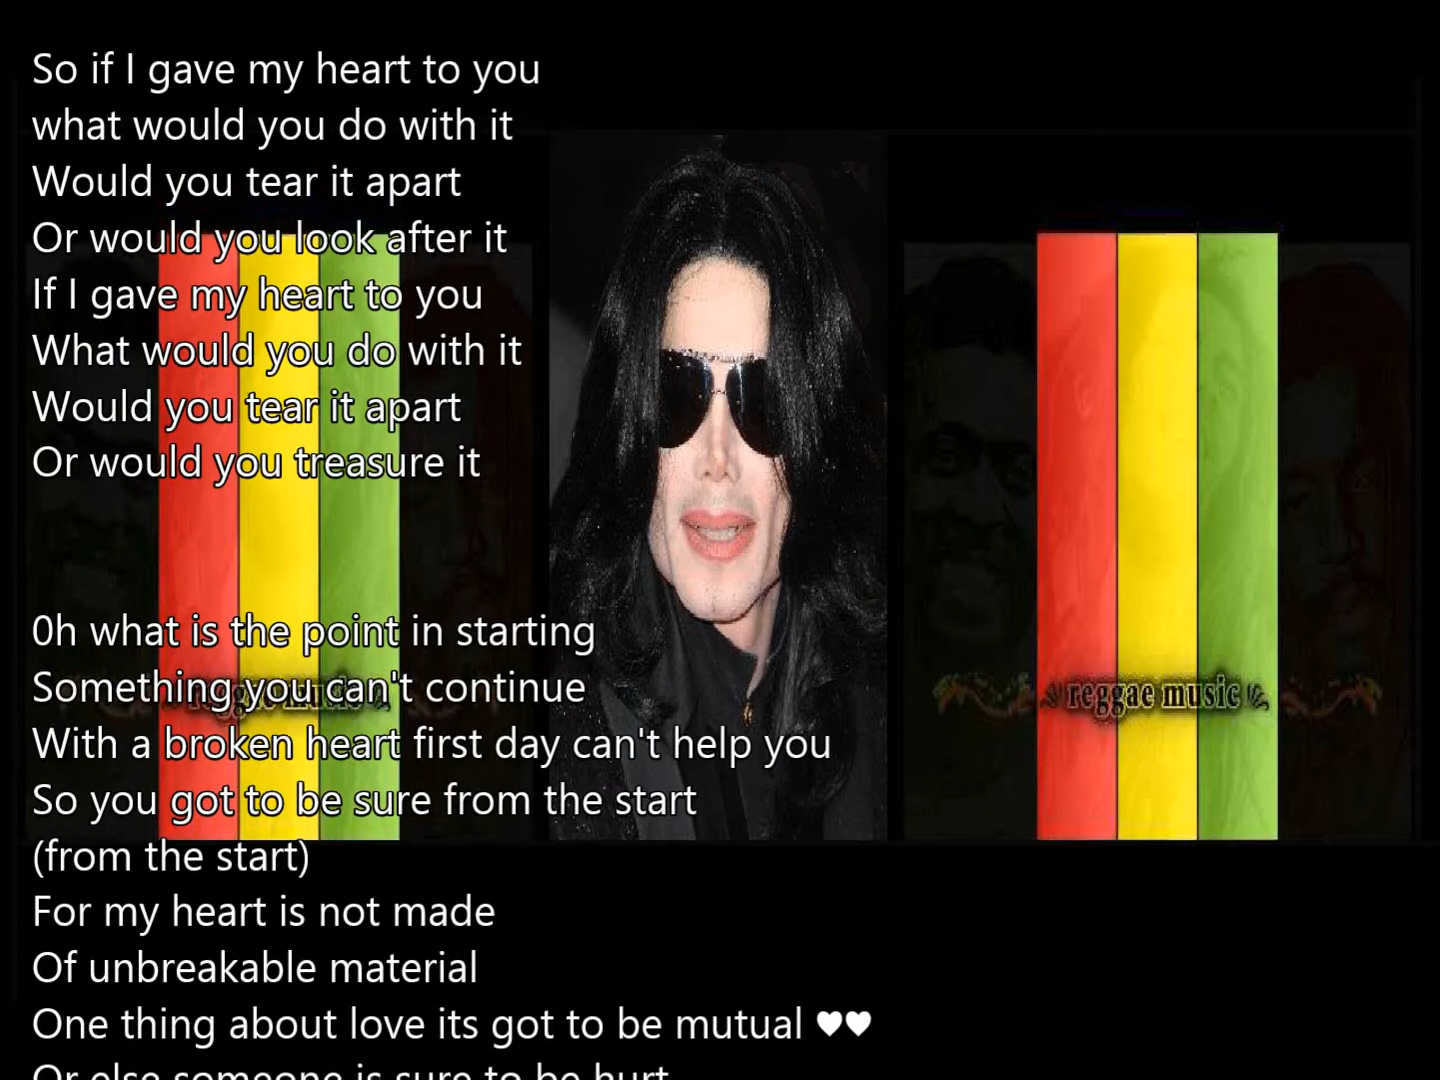 So if I gave my heart to you
what would you do with it
Would you tear it apart
Or would you look after it
If I gave my heart to you
What would you do with it
Would you tear it apart
Or would you treasure it
0h what is the point in starting
Something you can't continue
With a broken heart first day can't help you
So you got to be sure from the start
(from the start)
For my heart is not made
Of unbreakable material
One thing about love its got to be mutual ♥♥
Or else someone is sure to be hurt
reggae music
reggae music